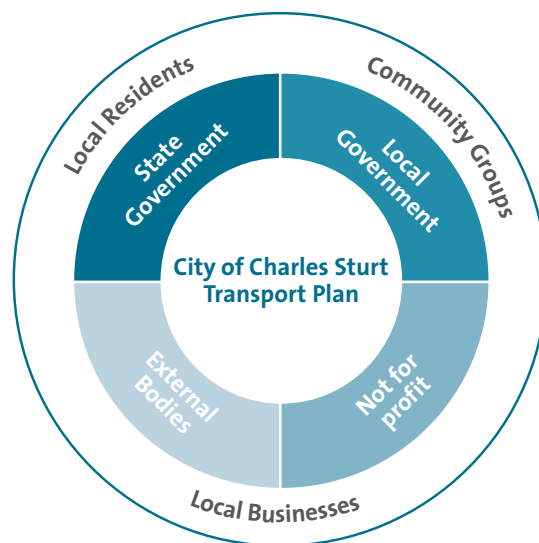 Local Residents
Community Groups
State
Government
Local
Government
City of Charles Sturt
Transport Plan
External
Bodies
Not for
profit
Local Businesses